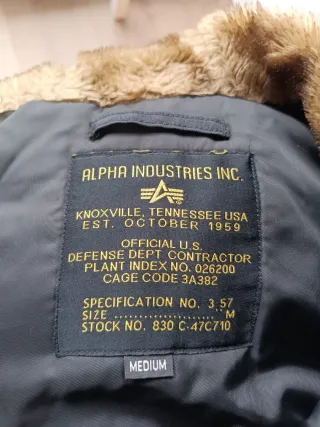 ALPHA INDUSTRIES INC.
KNOXVILLE, TENNESSEE USA
EST. OCTOBER 1959
OFFICIAL U.S.
DEFENSE DEPT CONTRACTOR
PLANT INDEX NO. 026200
CAGE CODE 3A382
SPECIFICATION NO. 3.57
SIZE ..................... M
STOCK NO. 830 C-47C710
MEDIUM